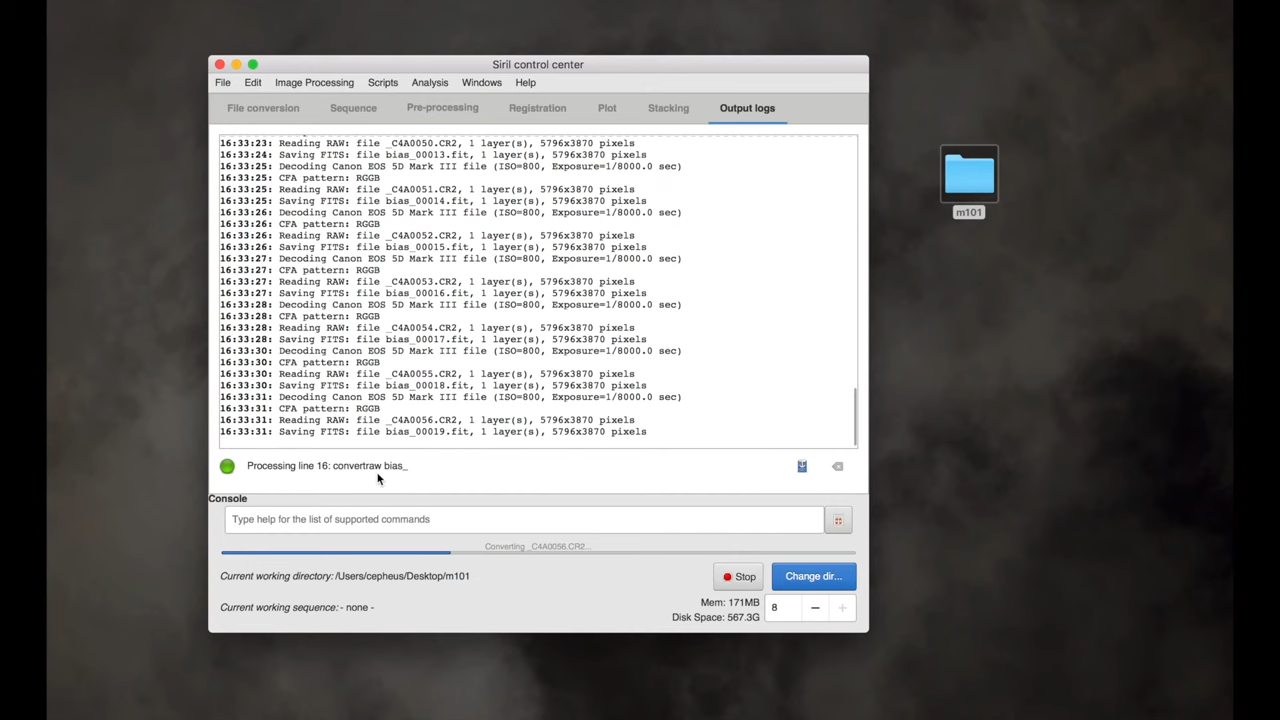 Siril control center
File Edit Image Processing Scripts Analysis Windows Help
File conversion Sequence Pre-processing Registration Plot Stacking Output logs
16:33:23: Reading RAW: file _C4A0050.CR2, 1 layer(s), 5796x3870 pixels
16:33:24: Saving FITS: file bias_00013.fit, 1 layer(s), 5796x3870 pixels
16:33:25: Decoding Canon EOS 5D Mark III file (ISO=800, Exposure=1/8000.0 sec)
16:33:25: CFA pattern: RGGB
16:33:25: Reading RAW: file _C4A0051.CR2, 1 layer(s), 5796x3870 pixels
16:33:25: Saving FITS: file bias_00014.fit, 1 layer(s), 5796x3870 pixels
16:33:26: Decoding Canon EOS 5D Mark III file (ISO=800, Exposure=1/8000.0 sec)
16:33:26: CFA pattern: RGGB
16:33:26: Reading RAW: file _C4A0052.CR2, 1 layer(s), 5796x3870 pixels
16:33:26: Saving FITS: file bias_00015.fit, 1 layer(s), 5796x3870 pixels
16:33:27: Decoding Canon EOS 5D Mark III file (ISO=800, Exposure=1/8000.0 sec)
16:33:27: CFA pattern: RGGB
16:33:27: Reading RAW: file _C4A0053.CR2, 1 layer(s), 5796x3870 pixels
16:33:27: Saving FITS: file bias_00016.fit, 1 layer(s), 5796x3870 pixels
16:33:28: Decoding Canon EOS 5D Mark III file (ISO=800, Exposure=1/8000.0 sec)
16:33:28: CFA pattern: RGGB
16:33:28: Reading RAW: file _C4A0054.CR2, 1 layer(s), 5796x3870 pixels
16:33:28: Saving FITS: file bias_00017.fit, 1 layer(s), 5796x3870 pixels
16:33:30: Decoding Canon EOS 5D Mark III file (ISO=800, Exposure=1/8000.0 sec)
16:33:30: CFA pattern: RGGB
16:33:30: Reading RAW: file _C4A0055.CR2, 1 layer(s), 5796x3870 pixels
16:33:30: Saving FITS: file bias_00018.fit, 1 layer(s), 5796x3870 pixels
16:33:31: Decoding Canon EOS 5D Mark III file (ISO=800, Exposure=1/8000.0 sec)
16:33:31: CFA pattern: RGGB
16:33:31: Reading RAW: file _C4A0056.CR2, 1 layer(s), 5796x3870 pixels
16:33:31: Saving FITS: file bias_00019.fit, 1 layer(s), 5796x3870 pixels
Processing line 16: convertraw bias_
Console
Type help for the list of supported commands
Converting _C4A0056.CR2...
Current working directory: /Users/cepheus/Desktop/m101
Stop
Change dir...
Current working sequence: - none -
Mem: 171MB
Disk Space: 567.3G
8
m101